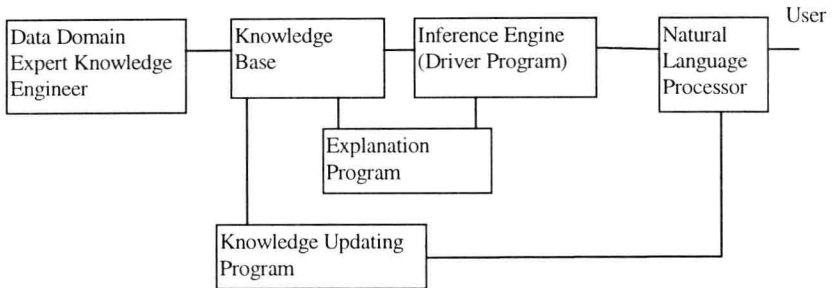 User
Data Domain
Expert Knowledge
Engineer
Knowledge
Base
Inference Engine
(Driver Program)
Natural
Language
Processor
Explanation
Program
Knowledge Updating
Program